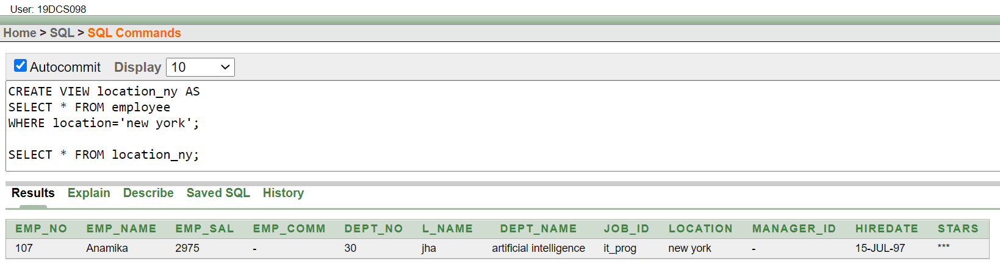 User: 19DCS098
Home > SQL > SQL Commands
Autocommit Display 10
CREATE VIEW location_ny AS
SELECT * FROM employee
WHERE location='new york';
SELECT * FROM location_ny;
Results Explain Describe Saved SQL History
EMP_NO EMP_NAME EMP_SAL EMP_COMM DEPT_NO L_NAME DEPT_NAME JOB_ID LOCATION MANAGER_ID HIREDATE STARS
107 Anamika 2975 - 30 jha artificial intelligence it_prog new york - 15-JUL-97 ***